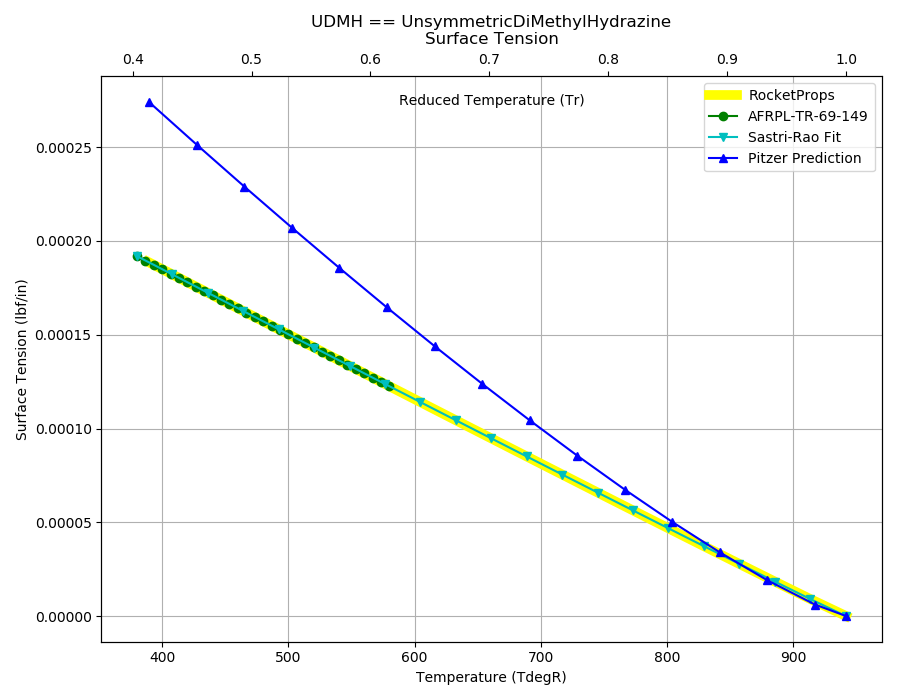 UDMH == UnsymmetricDiMethylHydrazine
Surface Tension
0.4 0.5 0.6 0.7 0.8 0.9 1.0
Reduced Temperature (Tr)
RocketProps
AFRPL-TR-69-149
Sastri-Rao Fit
Pitzer Prediction
0.00025
0.00020
0.00015
0.00010
0.00005
0.00000
Surface Tension (lbf/in)
400 500 600 700 800 900
Temperature (TdegR)